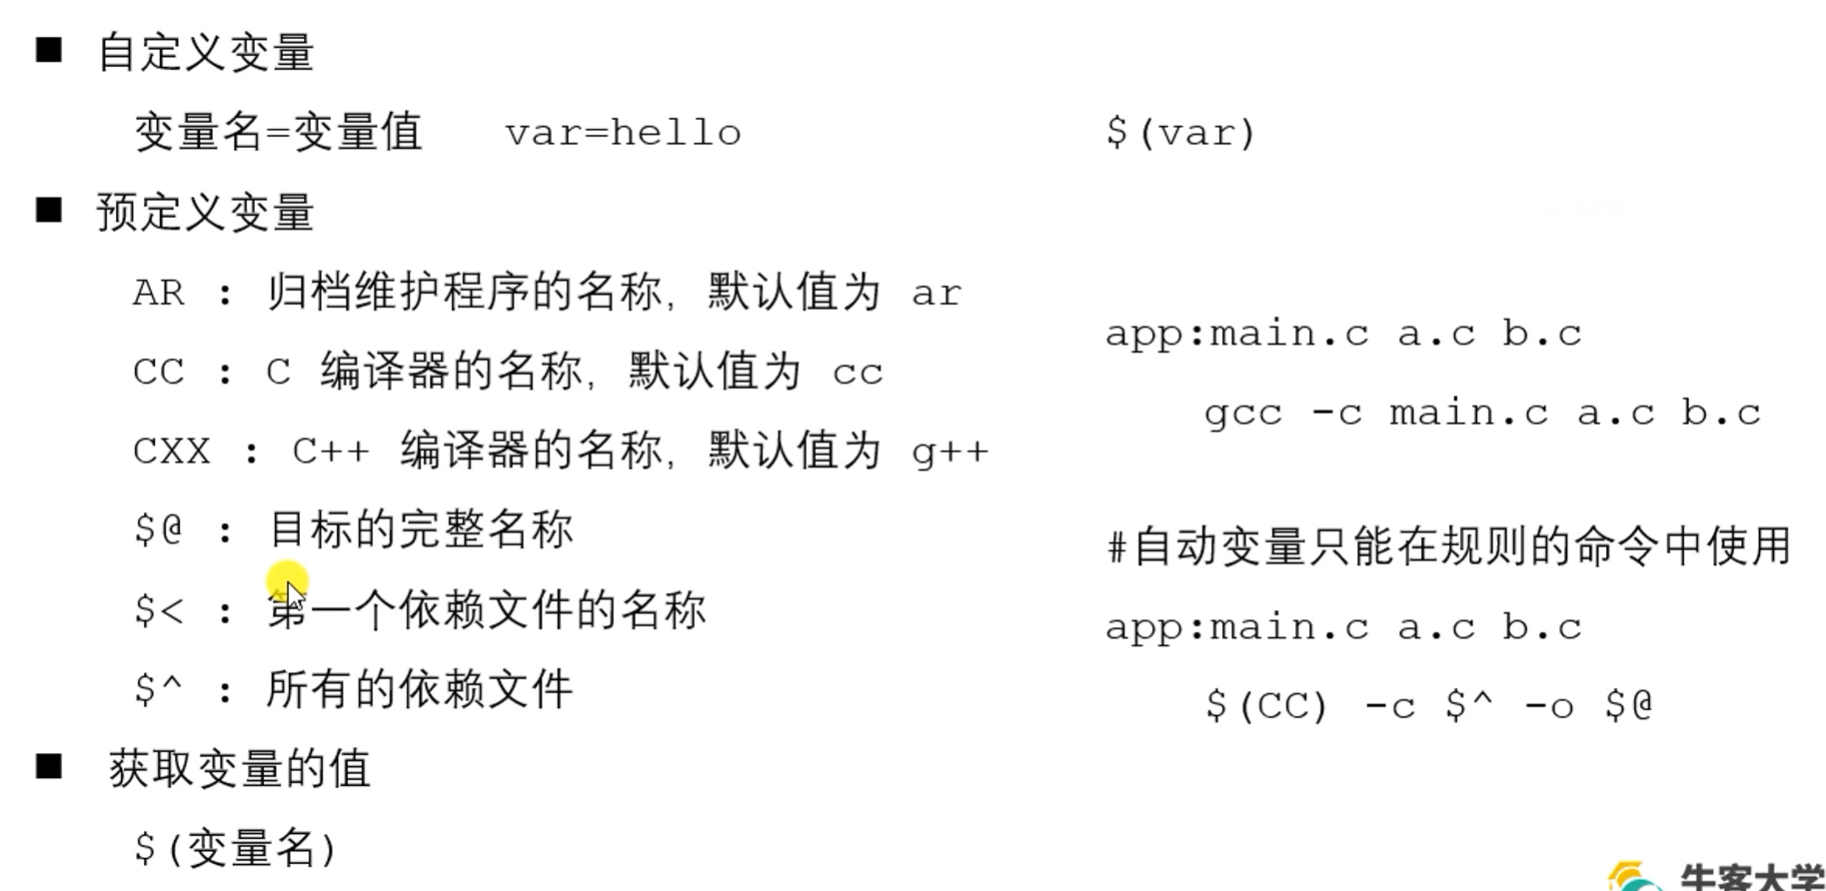 ■ 自定义变量
变量名=变量值 var=hello
$(var)
■ 预定义变量
AR : 归档维护程序的名称, 默认值为 ar
CC : C 编译器的名称, 默认值为 cc
CXX : C++ 编译器的名称, 默认值为 g++
$@ : 目标的完整名称
$< : 第一个依赖文件的名称
$^ : 所有的依赖文件
■ 获取变量的值
$(变量名)
app:main.c a.c b.c
gcc -c main.c a.c b.c
#自动变量只能在规则的命令中使用
app:main.c a.c b.c
$(CC) -c $^ -o $@
牛客大学